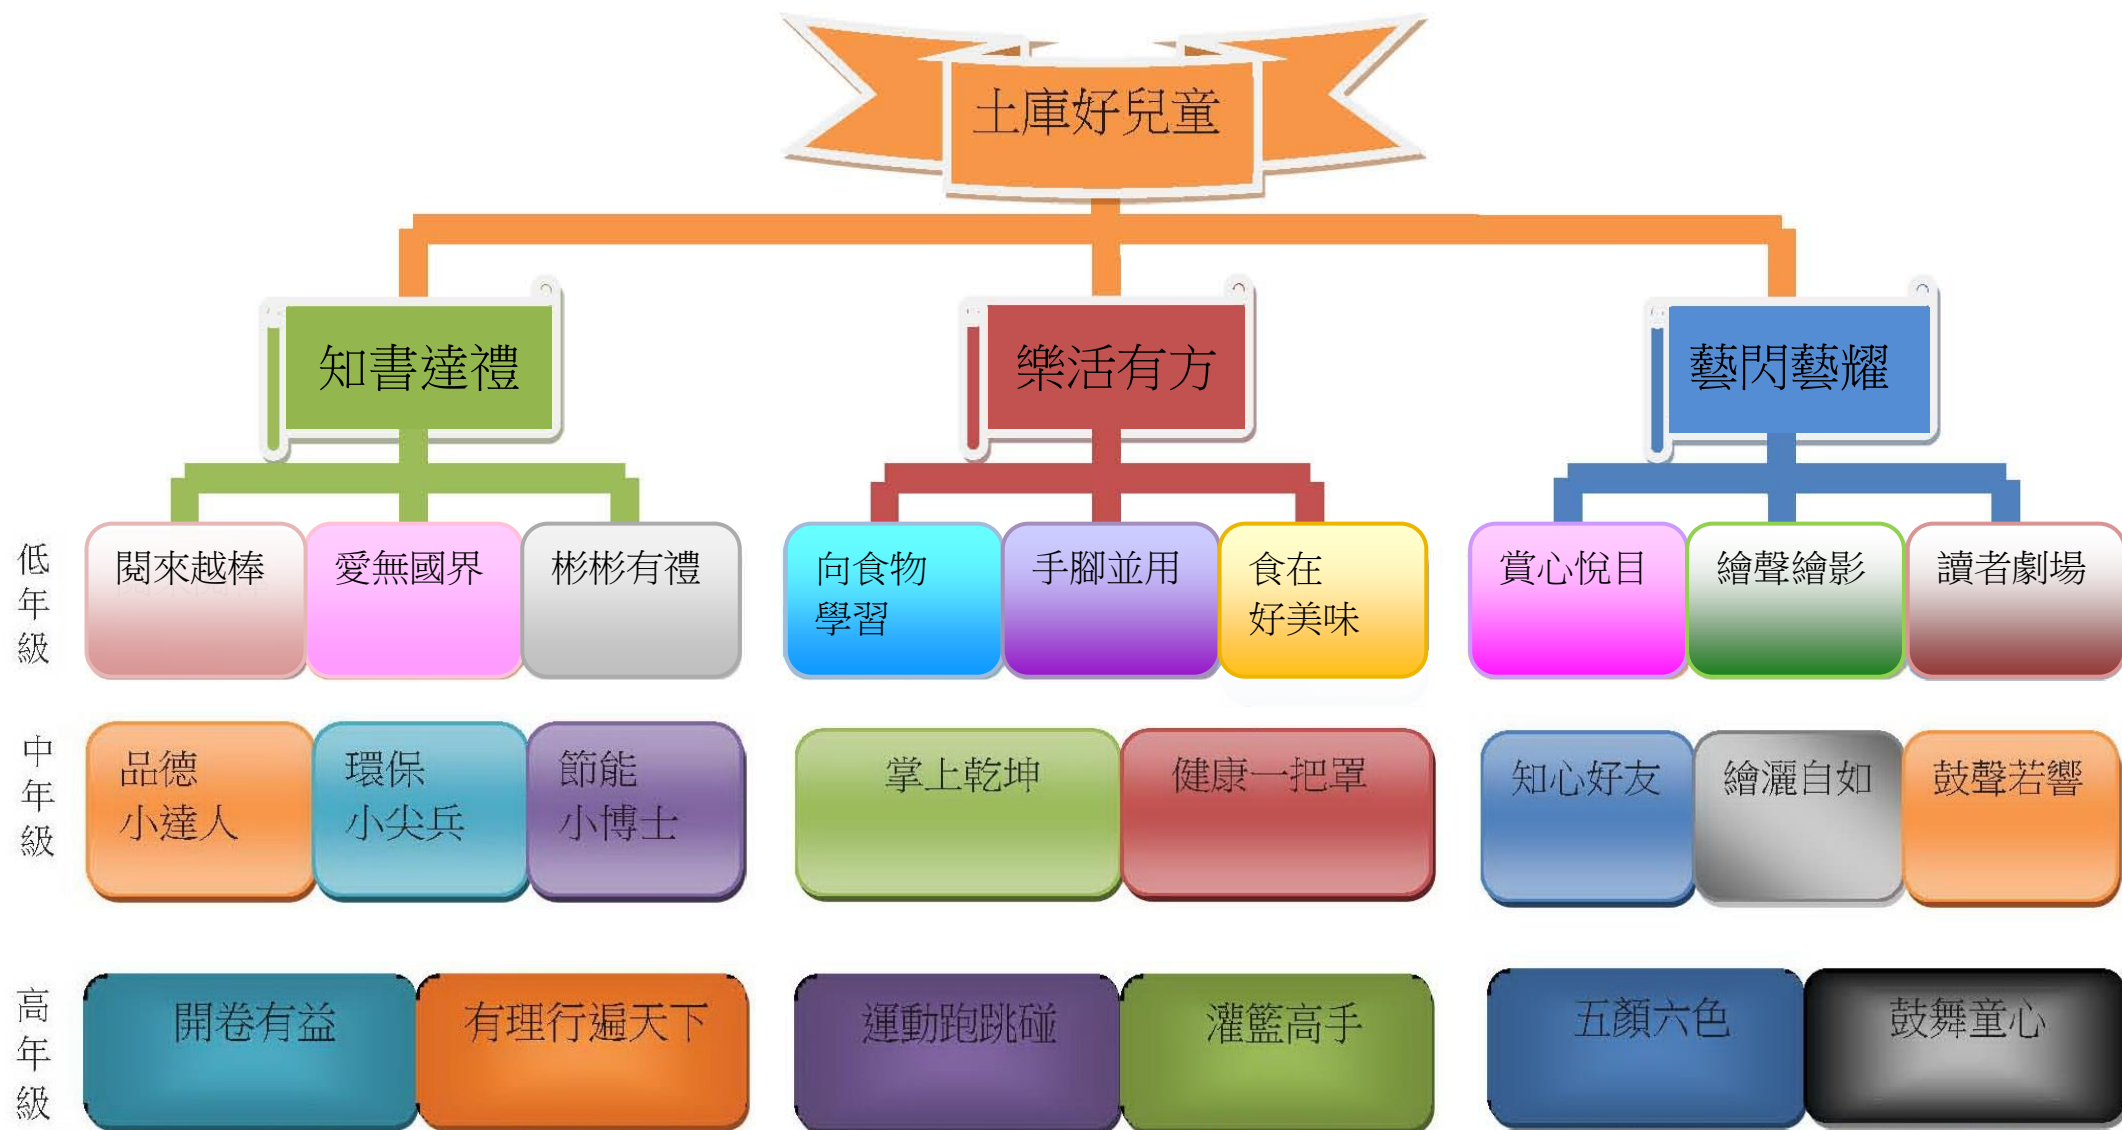 土庫好兒童
知書達禮
樂活有方
藝閃藝耀
低年級
閱來越棒
愛無國界
彬彬有禮
向食物
學習
手腳並用
食在
好美味
賞心悅目
繪聲繪影
讀者劇場
中年級
品德
小達人
環保
小尖兵
節能
小博士
掌上乾坤
健康一把罩
知心好友
繪灑自如
鼓聲若響
高年級
開卷有益
有理行遍天下
運動跑跳碰
灌籃高手
五顏六色
鼓舞童心